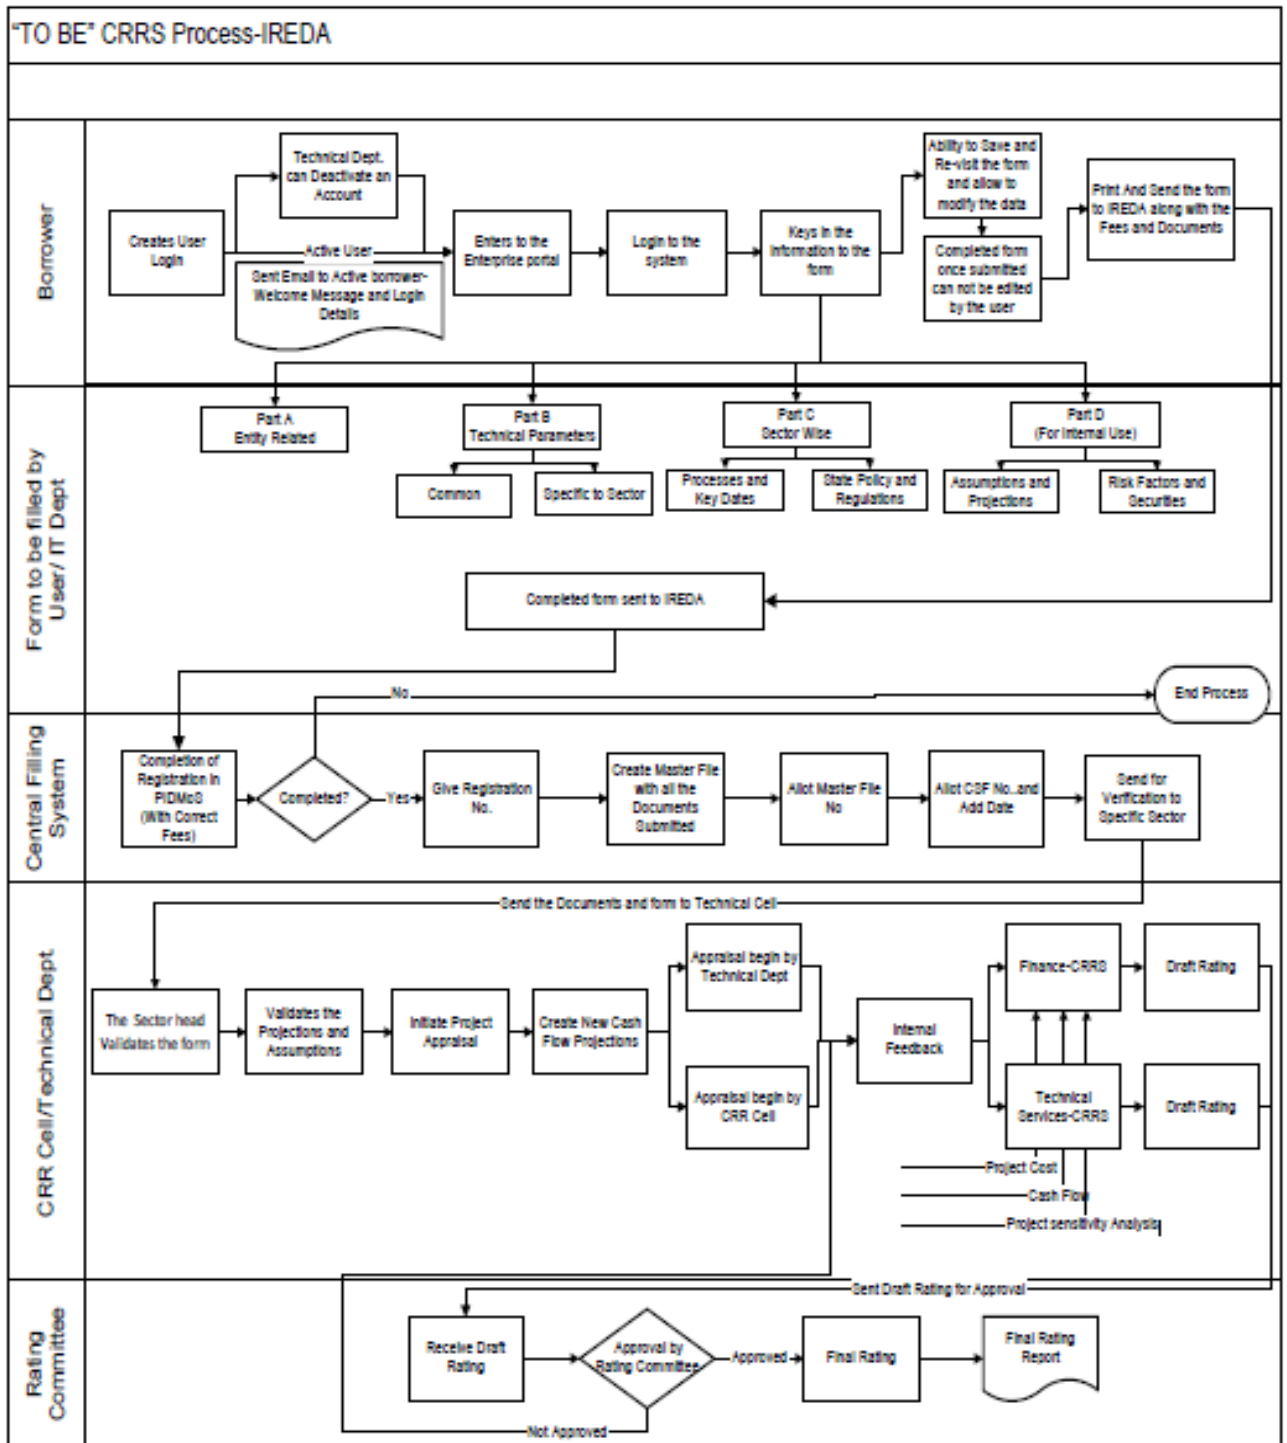 "TO BE" CRRS Process-IREDA
Borrower
Creates User
Login
Technical Dept.
can Deactivate an
Account
Active User
Sent Email to Active borrower-
Welcome Message and Login
Details
Enters to the
Enterprise portal
Login to the
system
Keys in the
Information to the
form
Ability to Save and
Re-visit the form
and allow to
modify the data
Completed form
once submitted
can not be edited
by the user
Print And Send the form
to IREDA along with the
Fees and Documents
Form to be filled by
User/ IT Dept
Part A
Entity Related
Part B
Technical Parameters
Common
Specific to Sector
Part C
Sector Wise
Processes and
Key Dates
State Policy and
Regulations
Part D
(For Internal Use)
Assumptions and
Projections
Risk Factors and
Securities
Completed form sent to IREDA
No
End Process
Central Filling
System
Completion of
Registration in
PIDMoS
(With Correct
Fees)
Completed?
Yes
Give Registration
No.
Create Master File
with all the
Documents
Submitted
Allot Master File
No
Allot CSF No..and
Add Date
Send for
Verification to
Specific Sector
CRR Cell/Technical Dept.
Send the Documents and form to Technical Cell
The Sector head
Validates the form
Validates the
Projections and
Assumptions
Initiate Project
Appraisal
Create New Cash
Flow Projections
Appraisal begin by
Technical Dept
Appraisal begin by
CRR Cell
Internal
Feedback
Finance-CRRS
Draft Rating
Technical
Services-CRRS
Draft Rating
Project Cost
Cash Flow
Project sensitivity Analysis
Rating
Committee
Sent Draft Rating for Approval
Receive Draft
Rating
Approval by
Rating Committee
Approved
Final Rating
Final Rating
Report
Not Approved